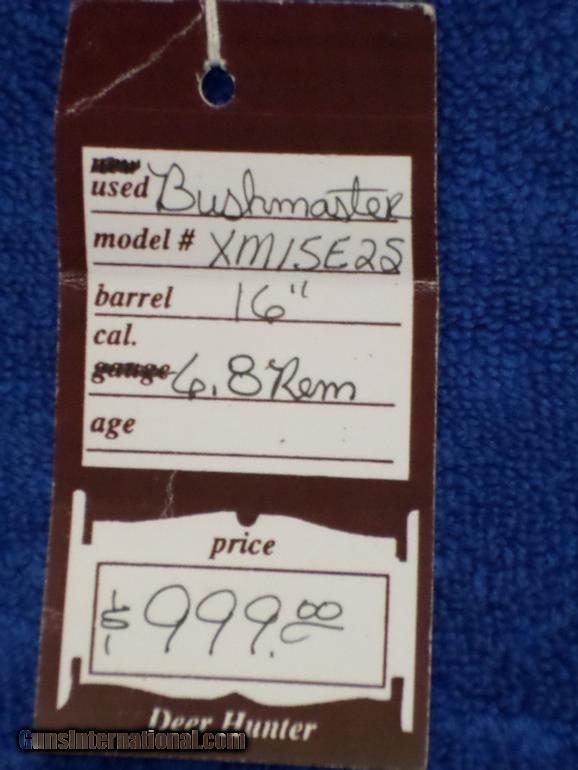 used Bushmaster
model # XM15E2S
barrel 16"
cal.
gauge 6.8 Rem
age
price
$999.00
Deer Hunter
GunsInternational.com